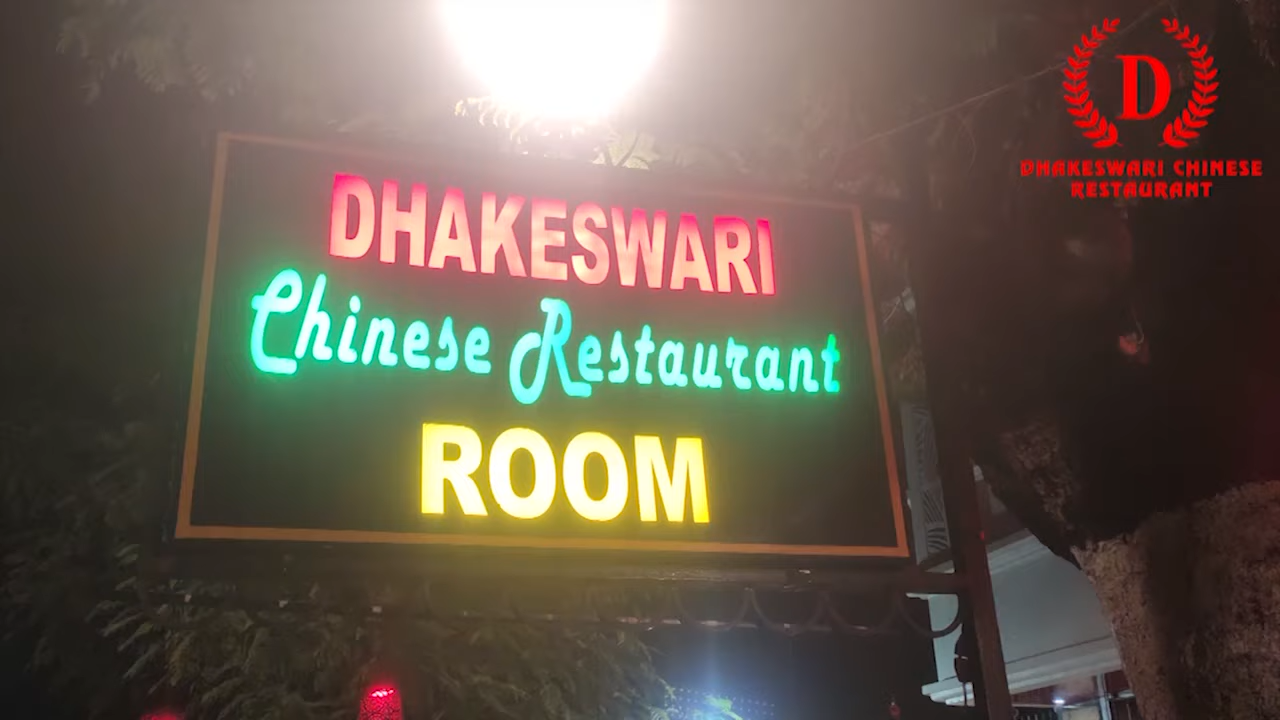 DHAKESWARI
Chinese Restaurant
ROOM
D
DHAKESWARI CHINESE
RESTAURANT